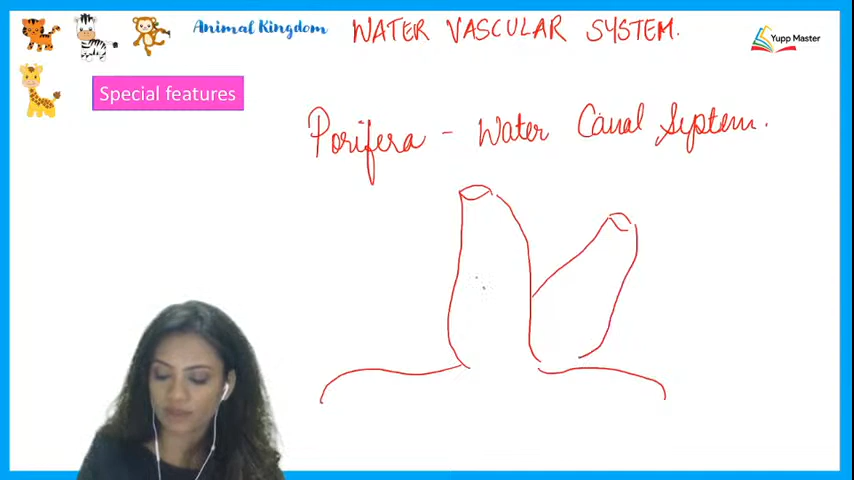 Animal Kingdom WATER VASCULAR SYSTEM.
Yupp Master
Special features
Porifera - Water Canal System.